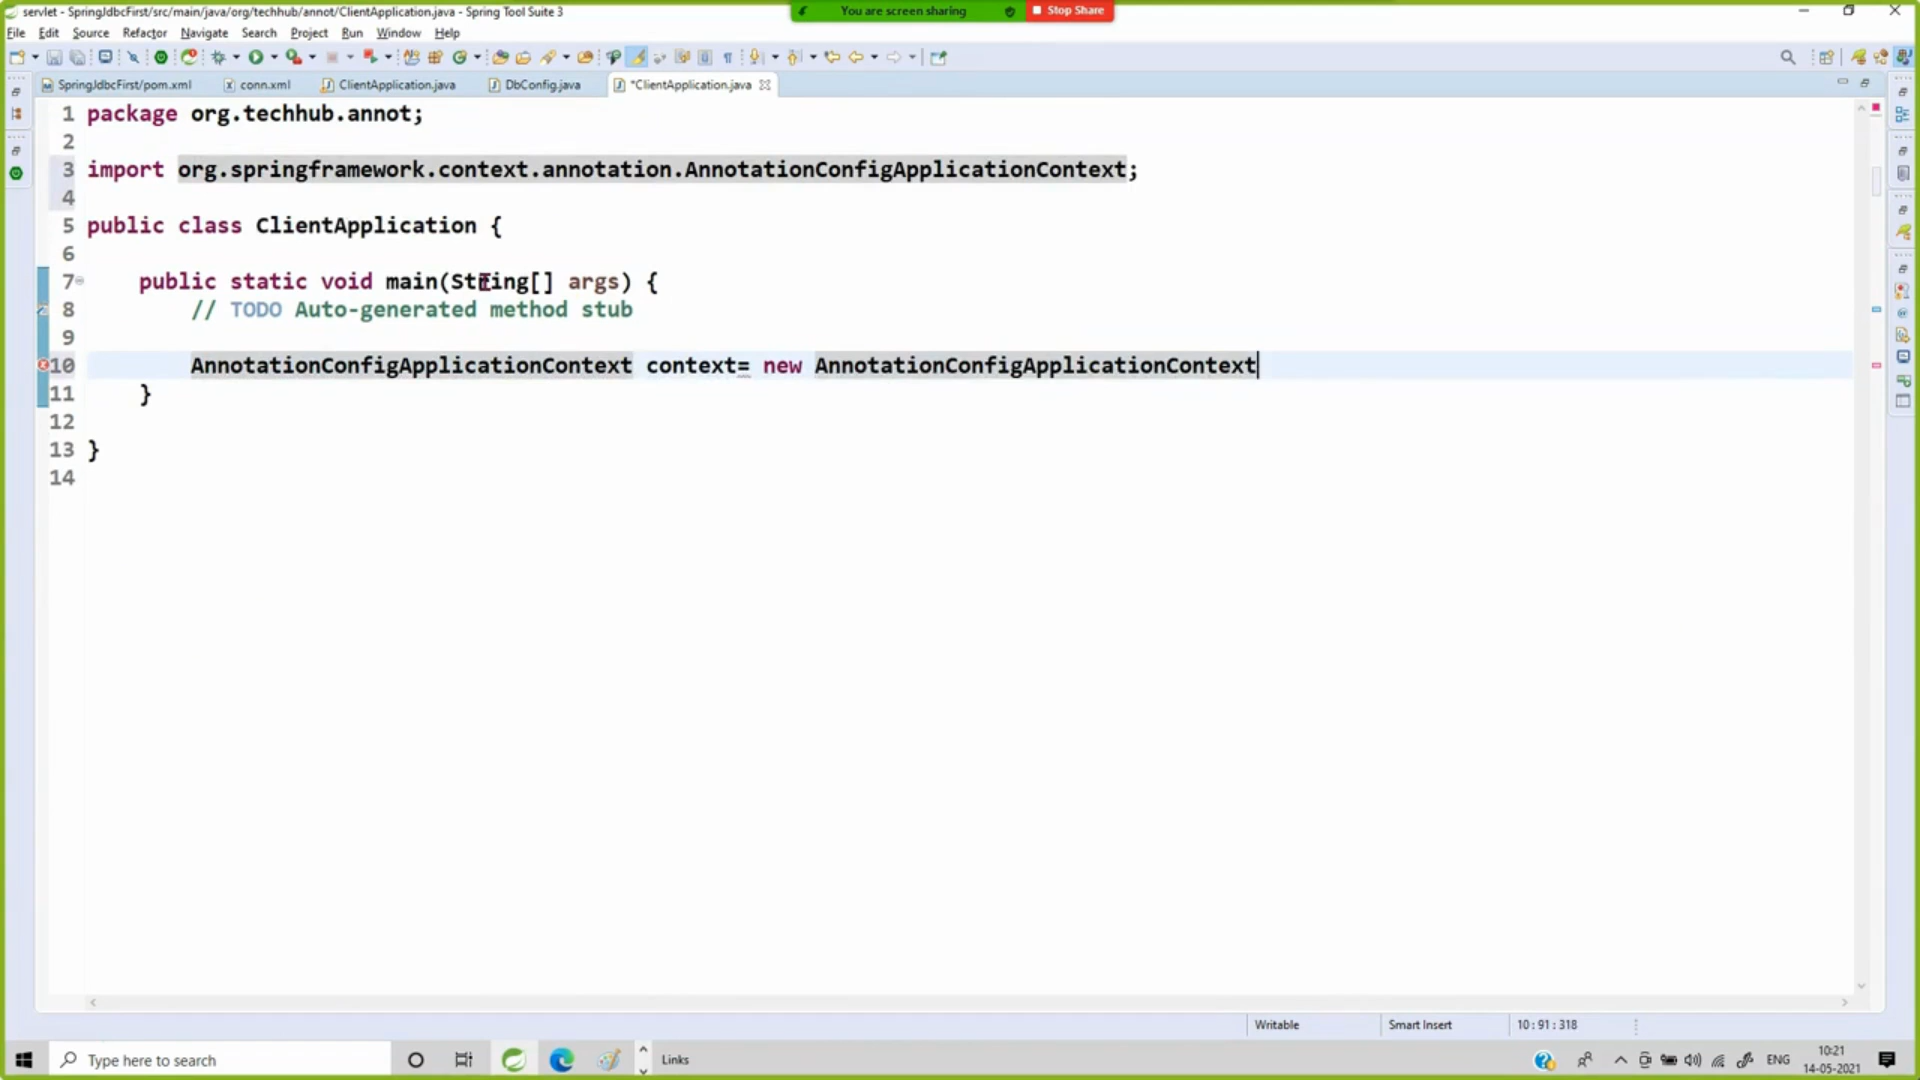 servlet - SpringJdbcFirst/src/main/java/org/techhub/annot/ClientApplication.java - Spring Tool Suite 3
You are screen sharing
Stop Share
File Edit Source Refactor Navigate Search Project Run Window Help
SpringJdbcFirst/pom.xml
conn.xml
ClientApplication.java
DbConfig.java
*ClientApplication.java
1 package org.techhub.annot;
2
3 import org.springframework.context.annotation.AnnotationConfigApplicationContext;
4
5 public class ClientApplication {
6
7 public static void main(String[] args) {
8 // TODO Auto-generated method stub
9
10 AnnotationConfigApplicationContext context= new AnnotationConfigApplicationContext
11 }
12
13 }
14
Writable
Smart Insert
10 : 91 : 318
Type here to search
Links
ENG
10:21
14-05-2021